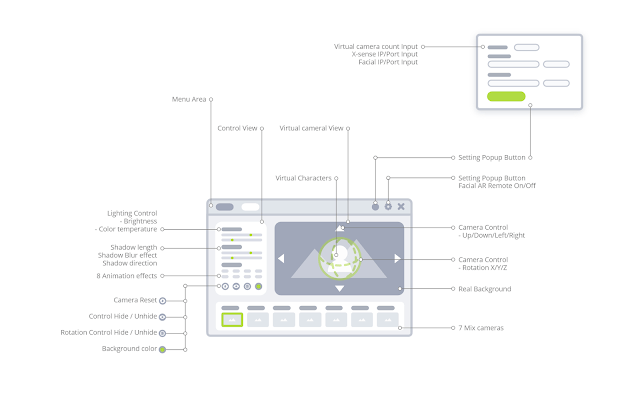 Virtual camera count Input
X-sense IP/Port Input
Facial IP/Port Input
Menu Area
Control View
Virtual cameral View
Setting Popup Button
Virtual Characters
Setting Popup Button
Facial AR Remote On/Off
Lighting Control
- Brightness
- Color temperature
Camera Control
- Up/Down/Left/Right
Shadow length
Shadow Blur effect
Shadow direction
Camera Control
- Rotation X/Y/Z
8 Animation effects
Real Background
Camera Reset
Control Hide / Unhide
7 Mix cameras
Rotation Control Hide / Unhide
Background color